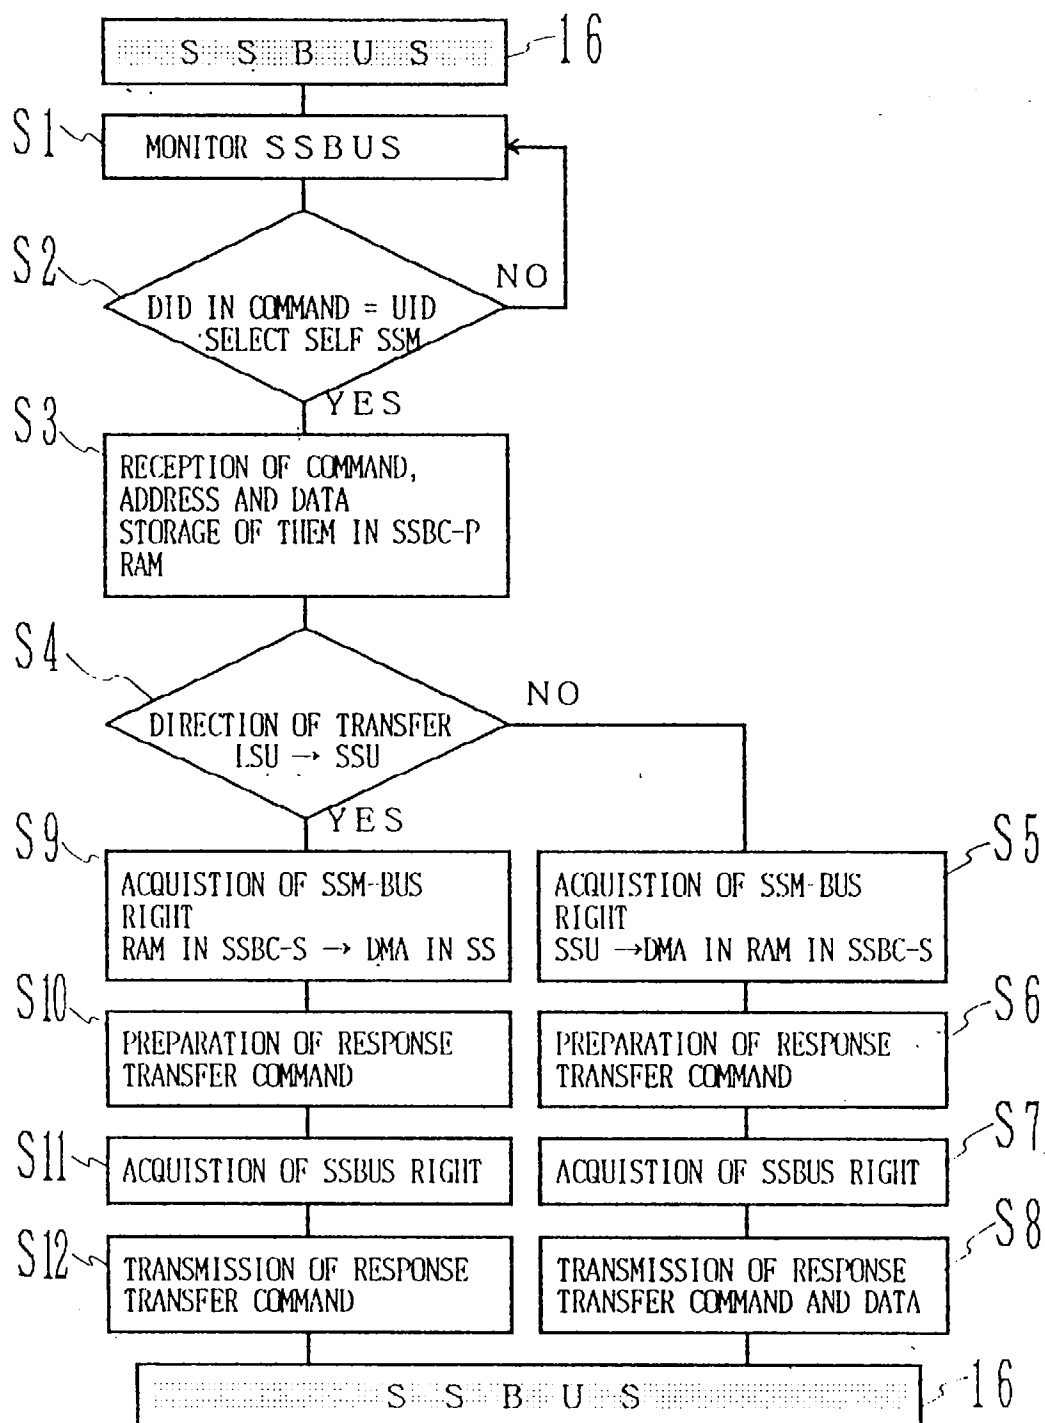 SSBUS
16
S1
MONITOR SSBUS
S2
NO
DID IN COMMAND = UID
SELECT SELF SSM
YES
S3
RECEPTION OF COMMAND,
ADDRESS AND DATA
STORAGE OF THEM IN SSBC-P
RAM
S4
NO
DIRECTION OF TRANSFER
LSU → SSU
YES
S9
ACQUISTION OF SSM-BUS
RIGHT
RAM IN SSBC-S → DMA IN SS
S5
ACQUISTION OF SSM-BUS
RIGHT
SSU →DMA IN RAM IN SSBC-S
S10
PREPARATION OF RESPONSE
TRANSFER COMMAND
S6
PREPARATION OF RESPONSE
TRANSFER COMMAND
S11
ACQUISTION OF SSBUS RIGHT
S7
ACQUISTION OF SSBUS RIGHT
S12
TRANSMISSION OF RESPONSE
TRANSFER COMMAND
S8
TRANSMISSION OF RESPONSE
TRANSFER COMMAND AND DATA
SSBUS
16